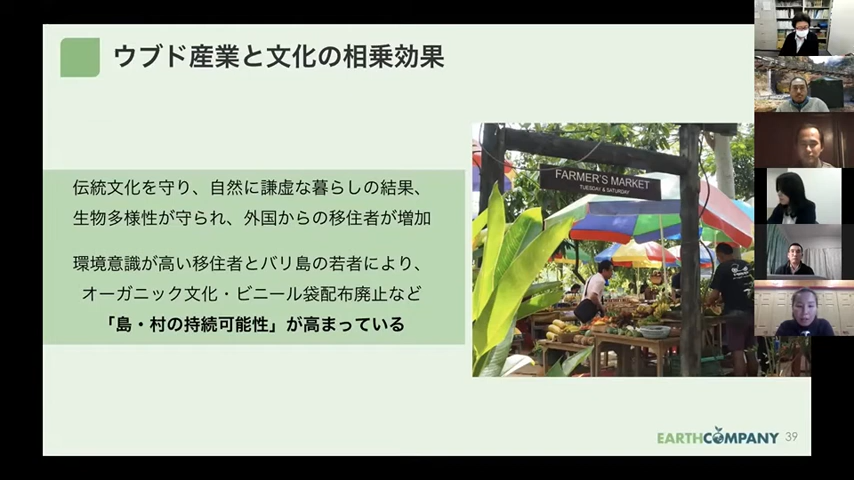 ウブド産業と文化の相乗効果
伝統文化を守り、自然に謙虚な暮らしの結果、
生物多様性が守られ、外国からの移住者が増加
環境意識が高い移住者とバリ島の若者により、
オーガニック文化・ビニール袋配布廃止など
「島・村の持続可能性」が高まっている
FARMER'S MARKET
TUESDAY & SATURDAY
EARTHCOMPANY 39